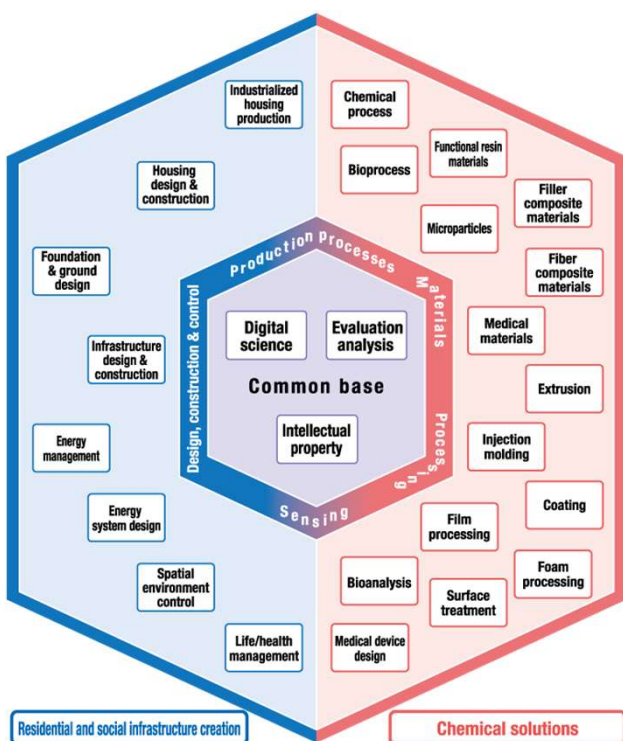 Industrialized
housing
production
Housing
design &
construction
Foundation
& ground
design
Infrastructure
design &
construction
Energy
management
Energy
system design
Spatial
environment
control
Life/health
management
Chemical
process
Functional resin
materials
Bioprocess
Filler
composite
materials
Microparticles
Fiber
composite
materials
Medical
materials
Extrusion
Injection
molding
Coating
Film
processing
Foam
processing
Bioanalysis
Surface
treatment
Medical device
design
Production processes
Materials
Processing
Sensing
Design, construction & control
Digital
science
Evaluation
analysis
Common base
Intellectual
property
Residential and social infrastructure creation
Chemical solutions